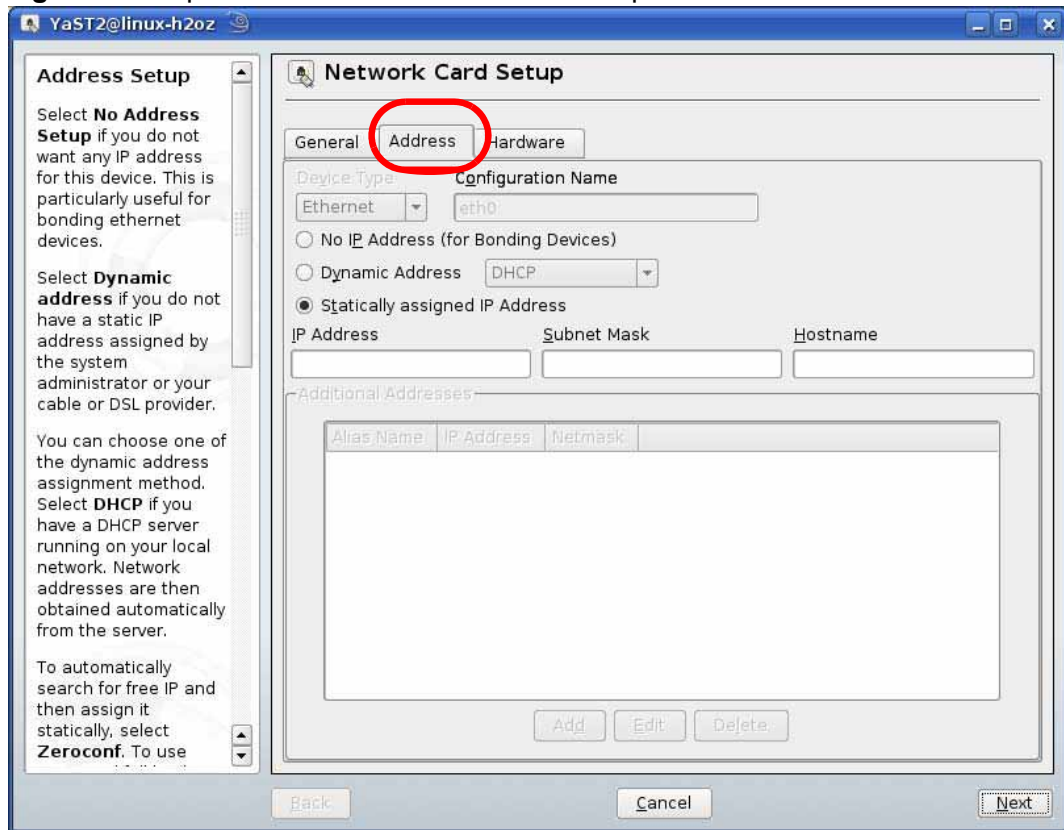 YaST2@linux-h2oz
Address Setup
Select No Address
Setup if you do not
want any IP address
for this device. This is
particularly useful for
bonding ethernet
devices.
Select Dynamic
address if you do not
have a static IP
address assigned by
the system
administrator or your
cable or DSL provider.
You can choose one of
the dynamic address
assignment method.
Select DHCP if you
have a DHCP server
running on your local
network. Network
addresses are then
obtained automatically
from the server.
To automatically
search for free IP and
then assign it
statically, select
Zeroconf. To use
Network Card Setup
General Address Hardware
Device Type Configuration Name
Ethernet eth0
No IP Address (for Bonding Devices)
Dynamic Address DHCP
Statically assigned IP Address
IP Address Subnet Mask Hostname
Additional Addresses
Alias Name IP Address Netmask
Add Edit Delete
Back Cancel Next